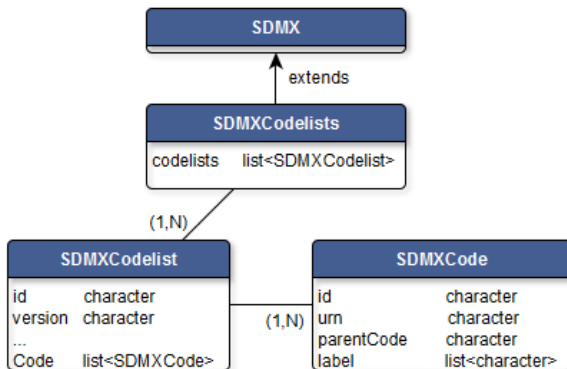 SDMX
extends
SDMXCodelists
codelists list<SDMXCodelist>
(1,N)
SDMXCodelist
id character
version character
...
Code list<SDMXCode>
(1,N)
SDMXCode
id character
urn character
parentCode character
label list<character>